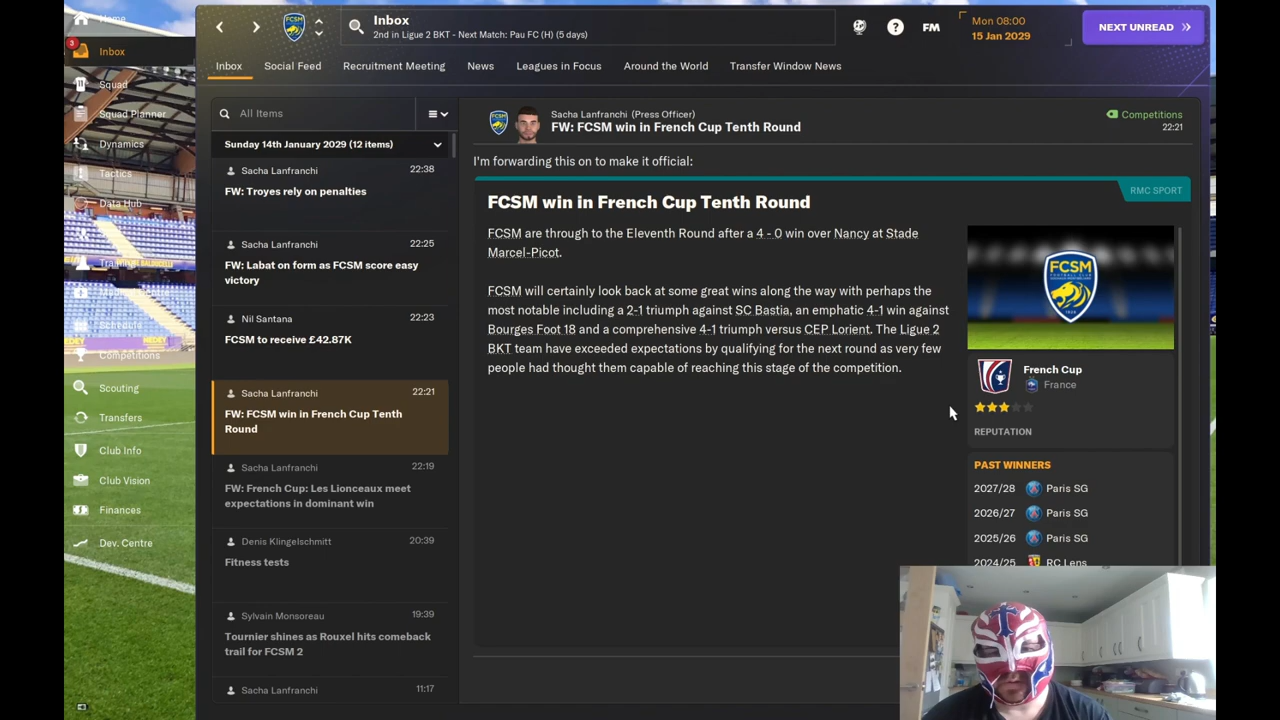 Home
3
Inbox
Squad
Squad Planner
Dynamics
Tactics
Data Hub
Schedule
Competitions
Scouting
Transfers
Club Info
Club Vision
Finances
Dev. Centre
FCSM
Inbox
2nd in Ligue 2 BKT - Next Match: Pau FC (H) (5 days)
?
FM
Mon 08:00
15 Jan 2029
NEXT UNREAD
Inbox
Social Feed
Recruitment Meeting
News
Leagues in Focus
Around the World
Transfer Window News
All Items
Sunday 14th January 2029 (12 items)
Sacha Lanfranchi
22:38
FW: Troyes rely on penalties
Sacha Lanfranchi
22:25
FW: Labat on form as FCSM score easy
victory
Nil Santana
22:23
FCSM to receive £42.87K
Sacha Lanfranchi
22:21
FW: FCSM win in French Cup Tenth
Round
Sacha Lanfranchi
22:19
FW: French Cup: Les Lionceaux meet
expectations in dominant win
Denis Klingelschmitt
20:39
Fitness tests
Sylvain Monsoreau
19:39
Tournier shines as Rouxel hits comeback
trail for FCSM 2
Sacha Lanfranchi
11:17
Sacha Lanfranchi (Press Officer)
FW: FCSM win in French Cup Tenth Round
Competitions
22:21
I'm forwarding this on to make it official:
RMC SPORT
FCSM win in French Cup Tenth Round
FCSM are through to the Eleventh Round after a 4 - 0 win over Nancy at Stade
Marcel-Picot.
FCSM will certainly look back at some great wins along the way with perhaps the
most notable including a 2-1 triumph against SC Bastia, an emphatic 4-1 win against
Bourges Foot 18 and a comprehensive 4-1 triumph versus CEP Lorient. The Ligue 2
BKT team have exceeded expectations by qualifying for the next round as very few
people had thought them capable of reaching this stage of the competition.
FCSM
French Cup
France
REPUTATION
PAST WINNERS
2027/28 Paris SG
2026/27 Paris SG
2025/26 Paris SG
2024/25 RC Lens